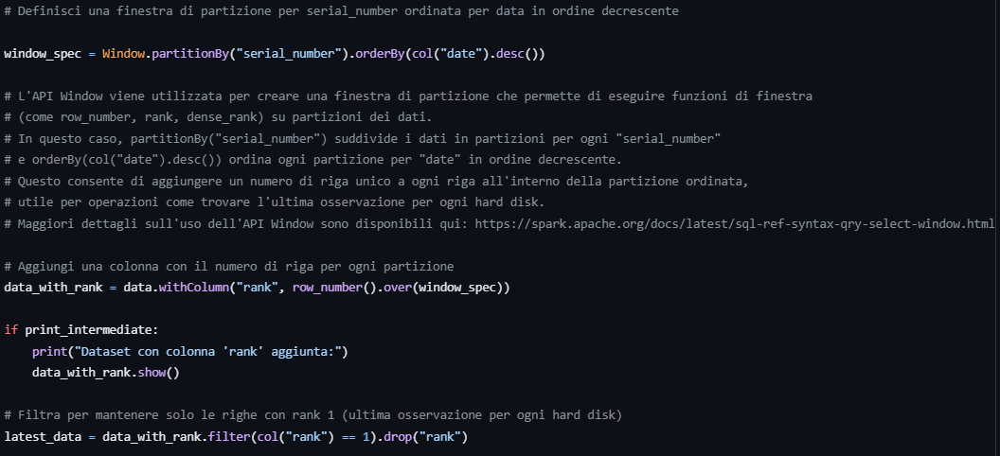 # Definisci una finestra di partizione per serial_number ordinata per data in ordine decrescente
window_spec = Window.partitionBy("serial_number").orderBy(col("date").desc())
# L'API Window viene utilizzata per creare una finestra di partizione che permette di eseguire funzioni di finestra
# (come row_number, rank, dense_rank) su partizioni dei dati.
# In questo caso, partitionBy("serial_number") suddivide i dati in partizioni per ogni "serial_number"
# e orderBy(col("date").desc()) ordina ogni partizione per "date" in ordine decrescente.
# Questo consente di aggiungere un numero di riga unico a ogni riga all'interno della partizione ordinata,
# utile per operazioni come trovare l'ultima osservazione per ogni hard disk.
# Maggiori dettagli sull'uso dell'API Window sono disponibili qui: https://spark.apache.org/docs/latest/sql-ref-syntax-qry-select-window.html
# Aggiungi una colonna con il numero di riga per ogni partizione
data_with_rank = data.withColumn("rank", row_number().over(window_spec))
if print_intermediate:
    print("Dataset con colonna 'rank' aggiunta:")
    data_with_rank.show()
# Filtra per mantenere solo le righe con rank 1 (ultima osservazione per ogni hard disk)
latest_data = data_with_rank.filter(col("rank") == 1).drop("rank")